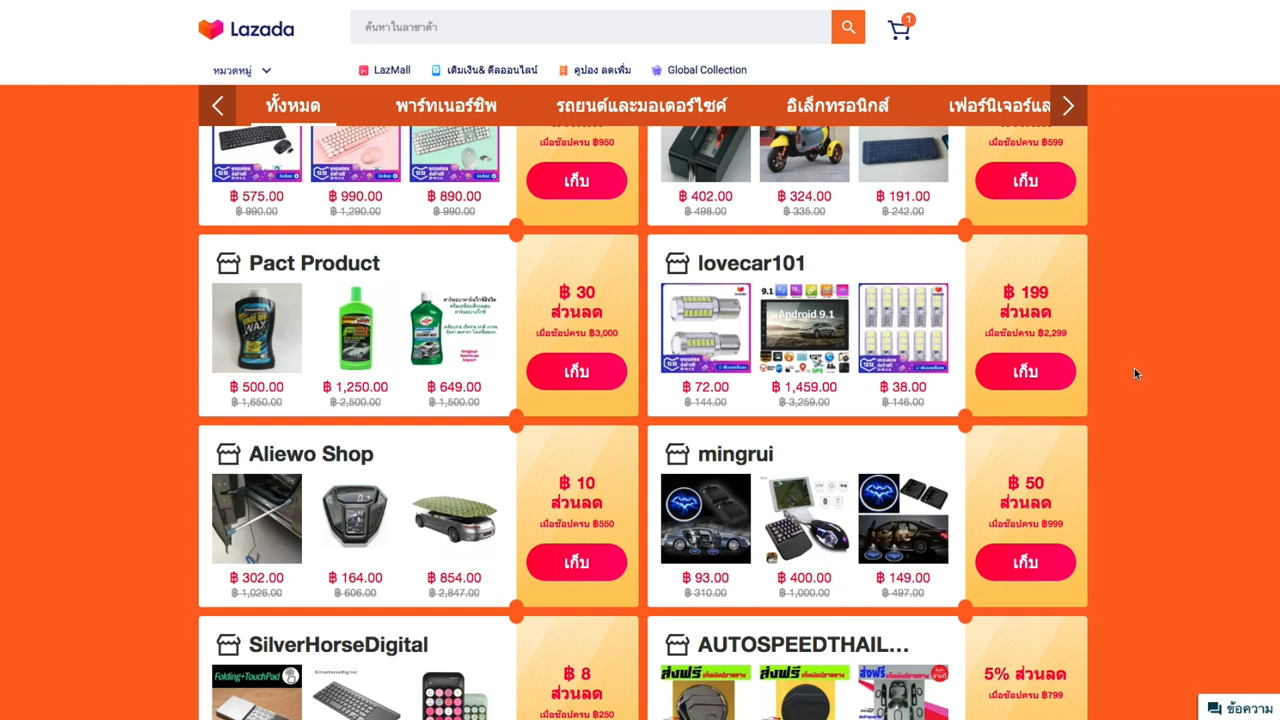 Lazada
ค้นหาในลาซาด้า
1
หมวดหมู่
LazMall
เติมเงิน& ดีลออนไลน์
คูปอง ลดเพิ่ม
Global Collection
ทั้งหมด
พาร์ทเนอร์ชิพ
รถยนต์และมอเตอร์ไซค์
อิเล็กทรอนิกส์
เฟอร์นิเจอร์แล
เมื่อช้อปครบ ฿950
เก็บ
฿ 575.00
฿ 990.00
฿ 890.00
฿ 990.00
฿ 1,290.00
฿ 990.00
เมื่อช้อปครบ ฿599
เก็บ
฿ 402.00
฿ 324.00
฿ 191.00
฿ 498.00
฿ 335.00
฿ 242.00
Pact Product
฿ 30
ส่วนลด
เมื่อช้อปครบ ฿3,000
เก็บ
WAX
฿ 500.00
฿ 1,250.00
฿ 649.00
฿ 1,650.00
฿ 2,500.00
฿ 1,500.00
lovecar101
฿ 199
ส่วนลด
เมื่อช้อปครบ ฿2,299
เก็บ
9.1
Android 9.1
฿ 72.00
฿ 1,459.00
฿ 38.00
฿ 144.00
฿ 3,259.00
฿ 146.00
Aliewo Shop
฿ 10
ส่วนลด
เมื่อช้อปครบ ฿550
เก็บ
฿ 302.00
฿ 164.00
฿ 854.00
฿ 1,026.00
฿ 606.00
฿ 2,847.00
mingrui
฿ 50
ส่วนลด
เมื่อช้อปครบ ฿999
เก็บ
฿ 93.00
฿ 400.00
฿ 149.00
฿ 310.00
฿ 1,000.00
฿ 497.00
SilverHorseDigital
฿ 8
ส่วนลด
เมื่อช้อปครบ ฿250
Folding+TouchPad
SilverHorseDigital
AUTOSPEEDTHAIL...
5% ส่วนลด
เมื่อช้อปครบ ฿799
ส่งฟรี
ส่งฟรี
ส่งฟรี
ข้อความ